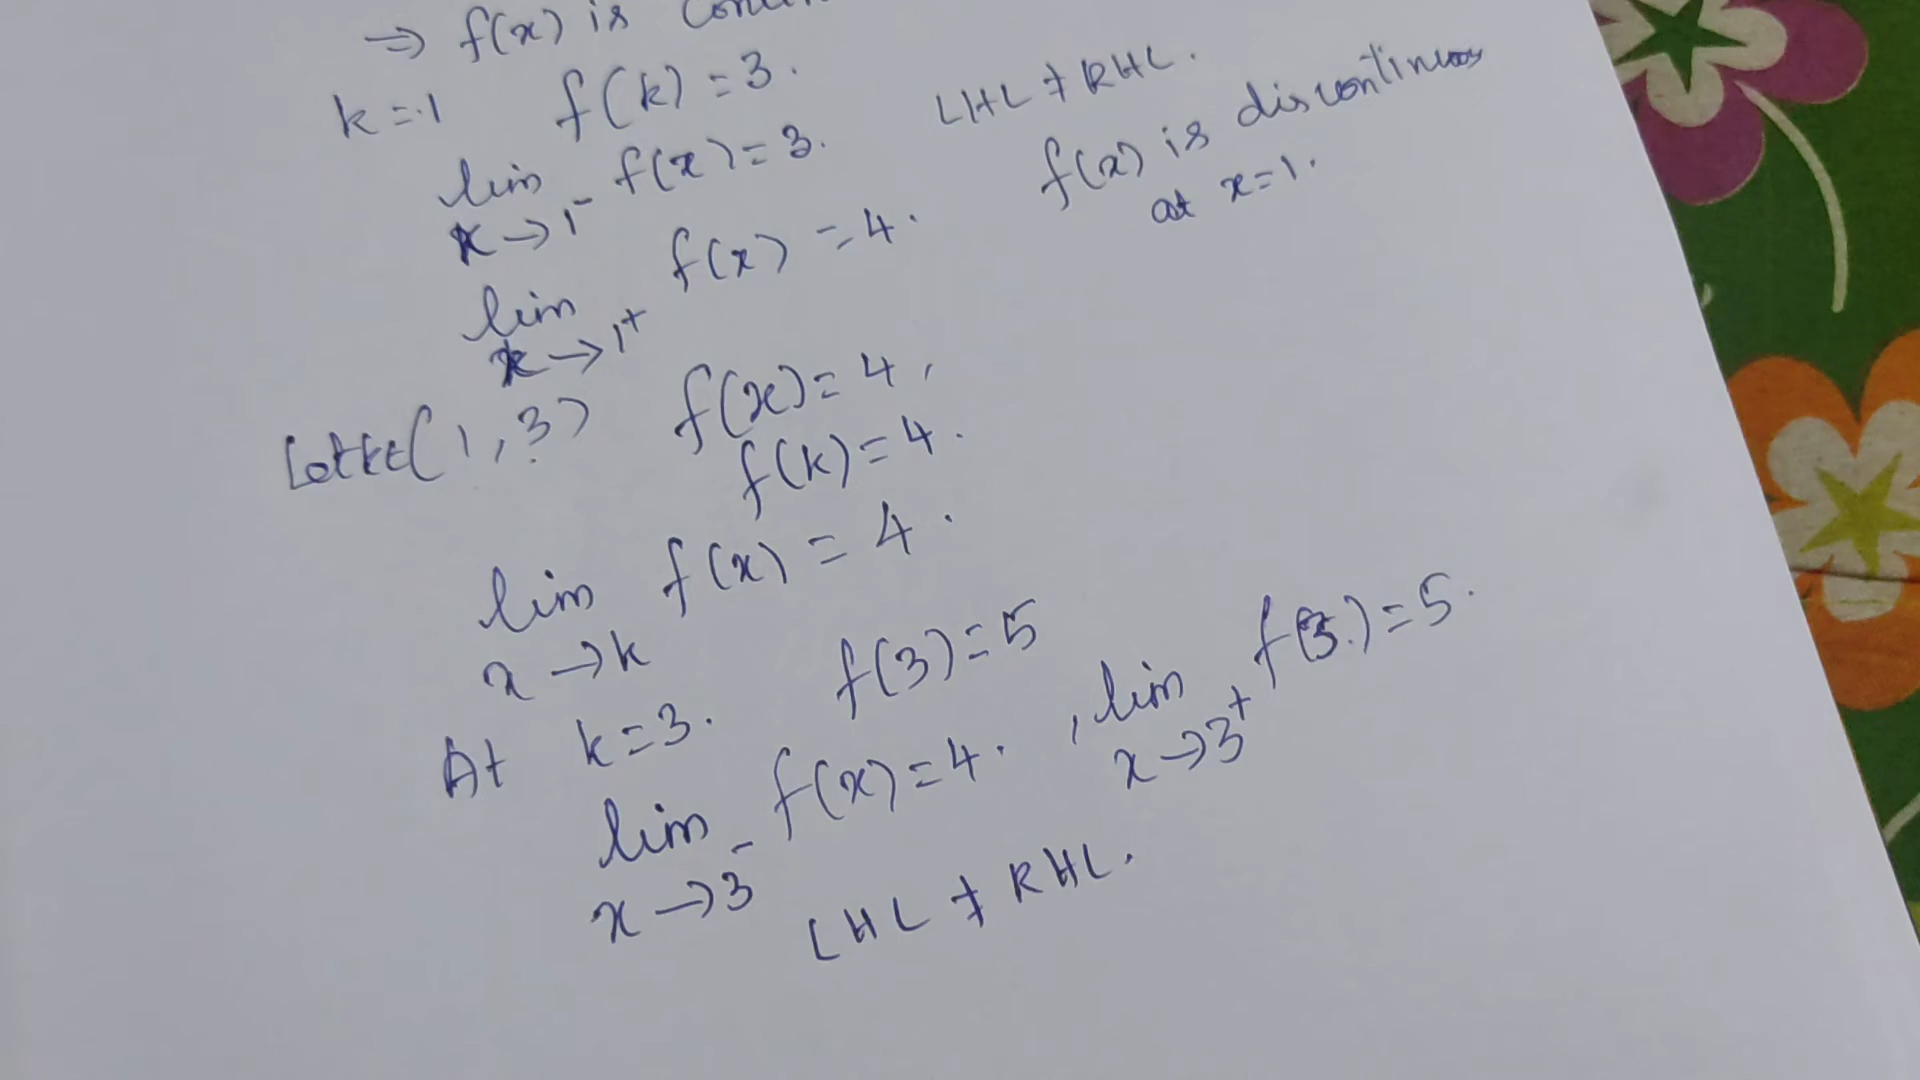 ⇒ f(x) is
k=1 f(k) = 3.
lim f(x) = 3.
x→1⁻
lim f(x) = 4.
x→1⁺
LHL ≠ RHL.
f(x) is discontinuous
at x=1.
Let k∈(1,3) f(x)=4,
f(k)=4.
lim f(x) = 4.
x→k
At k=3. f(3)=5
lim f(x)=4. , lim f(3.)=5.
x→3⁻ x→3⁺
LHL ≠ RHL.